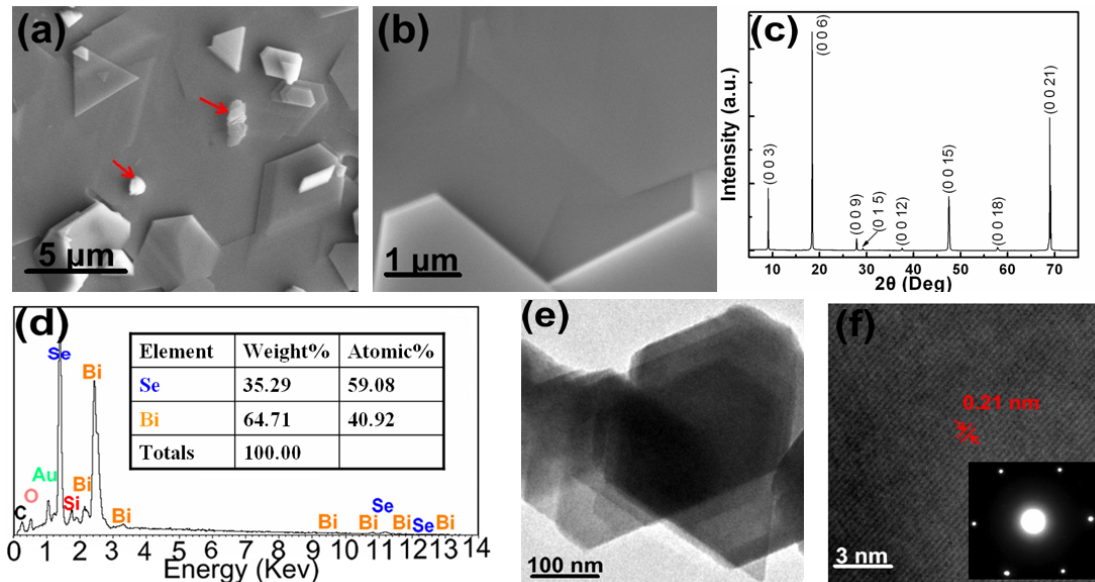 (a)
5 µm
(b)
1 µm
(c)
Intensity (a.u.)
(0 0 3)
(0 0 6)
(0 0 9)
(0 1 5)
(0 0 12)
(0 0 15)
(0 0 18)
(0 0 21)
10 20 30 40 50 60 70
2θ (Deg)
(d)
Se
Bi
Au
O
C
Si
Bi
Bi
Element Weight% Atomic%
Se 35.29 59.08
Bi 64.71 40.92
Totals 100.00
Bi Bi Se Bi Se Bi
0 1 2 3 4 5 6 7 8 9 10 11 12 13 14
Energy (Kev)
(e)
100 nm
(f)
0.21 nm
3 nm